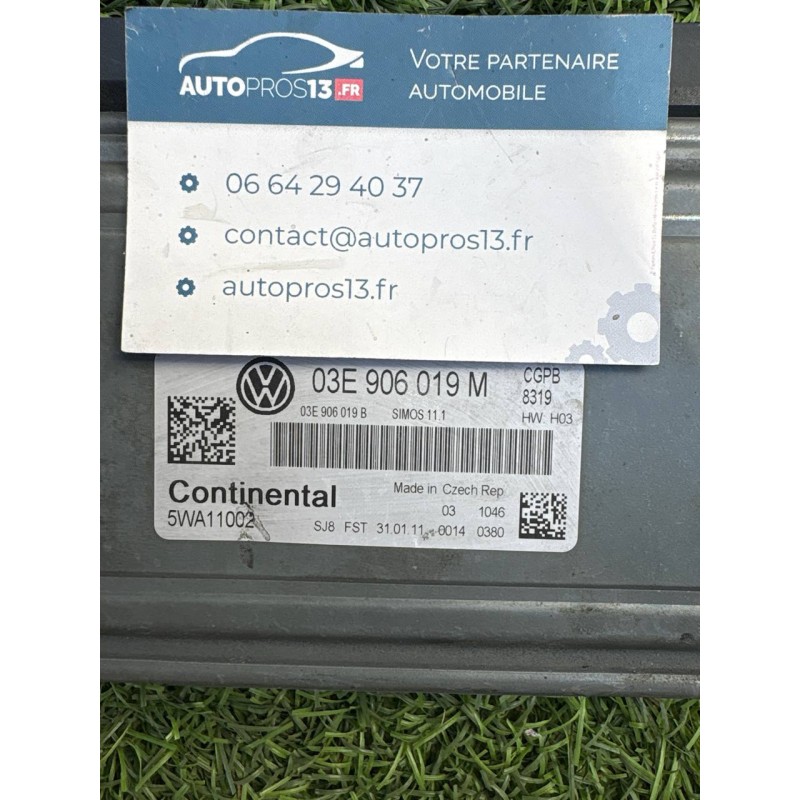 AUTOPROS13.FR
VOTRE PARTENAIRE
AUTOMOBILE
06 64 29 40 37
contact@autopros13.fr
autopros13.fr
03E 906 019 M
CGPB
8319
03E 906 019 B SIMOS 11.1
HW: H03
Continental
5WA11002
Made in Czech Rep
03 1046
SJ8 FST 31.01.11 0014 0380